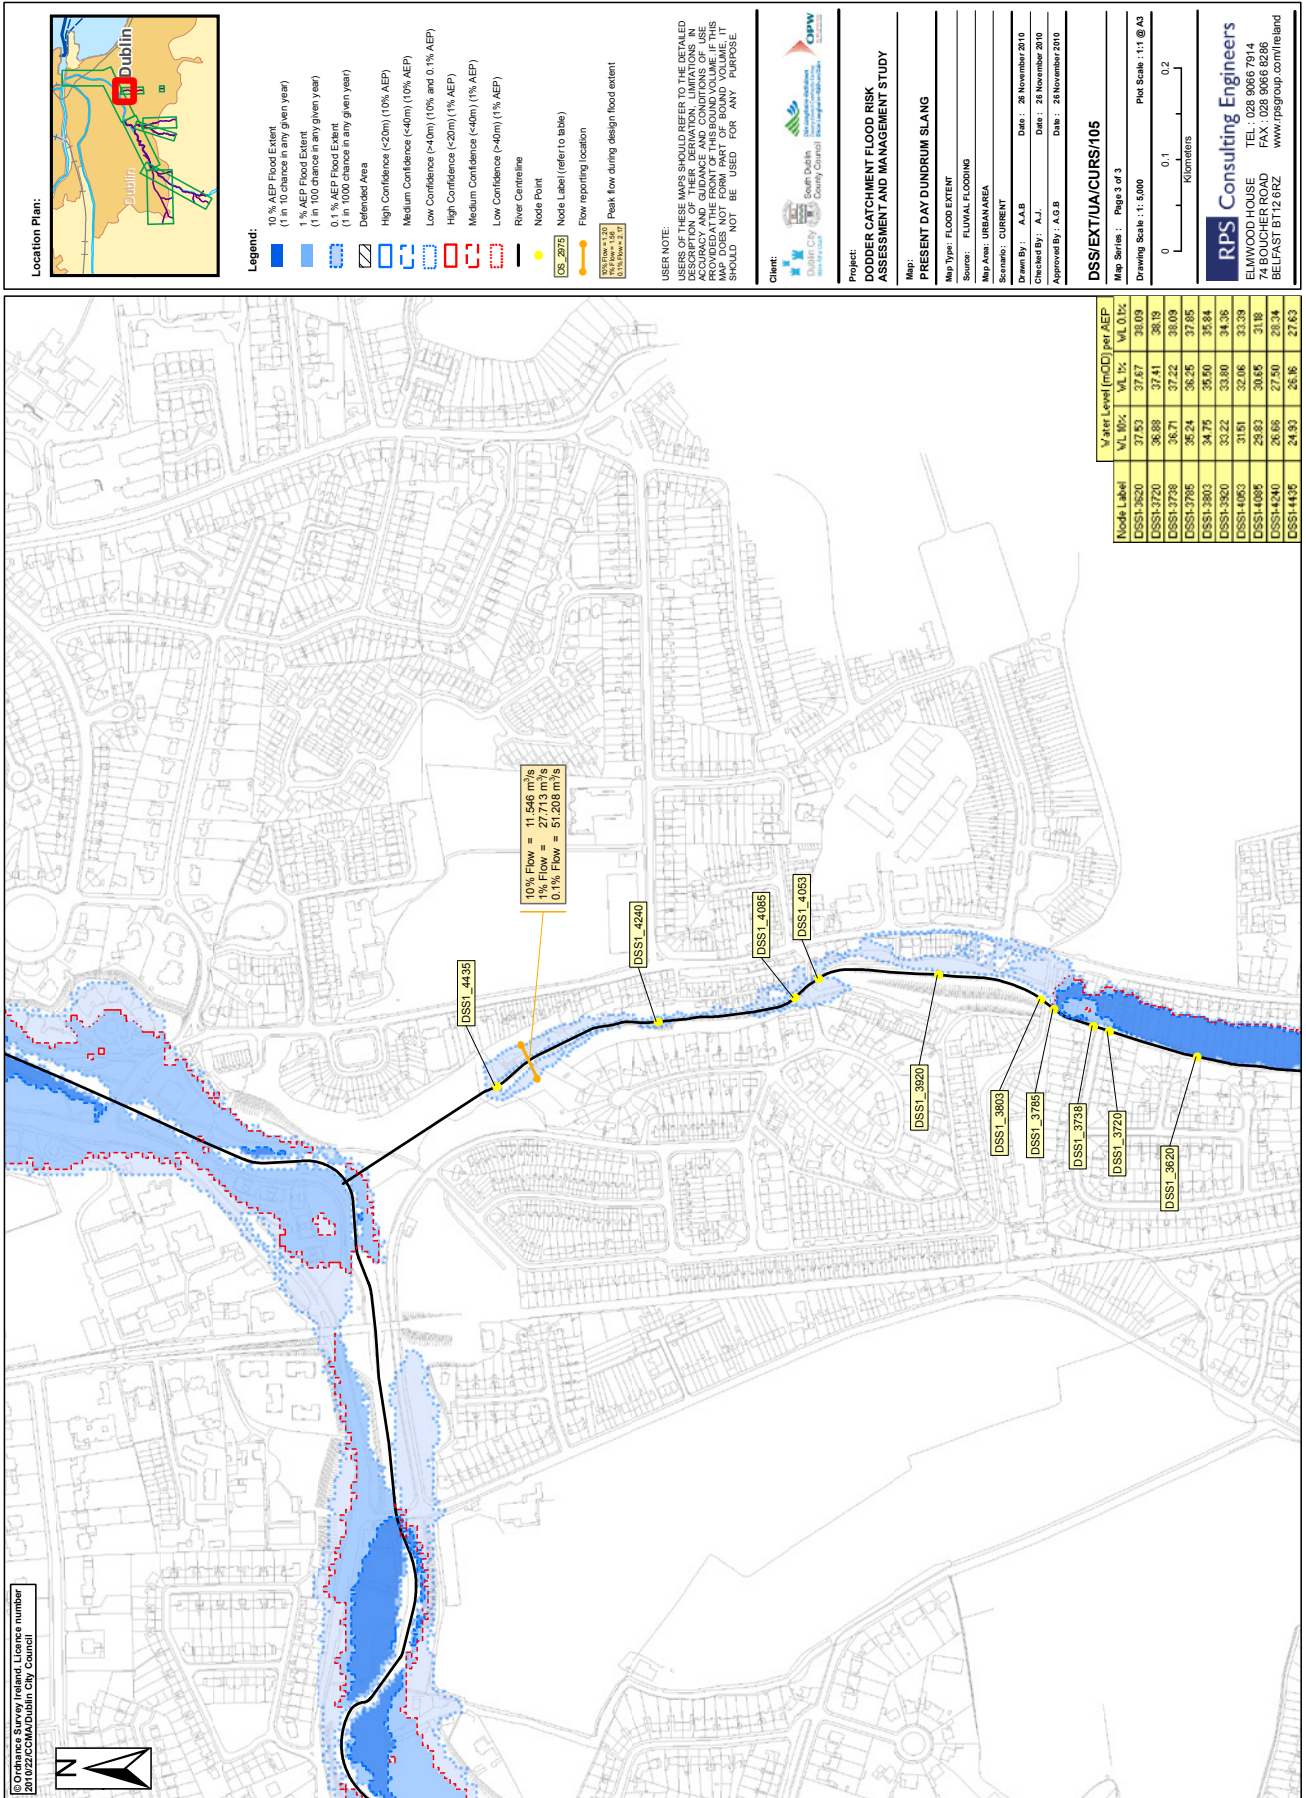 © Ordnance Survey Ireland. Licence number
2010/22/CCMA/Dublin City Council
N
DSS1_4435
10% Flow = 11.546 m³/s
1% Flow = 27.713 m³/s
0.1% Flow = 51.208 m³/s
DSS1_4240
DSS1_4085
DSS1_4053
DSS1_3920
DSS1_3803
DSS1_3785
DSS1_3738
DSS1_3720
DSS1_3620
Water Level (mOD) per AEP
Node Label WL 10% WL 1% WL 0.1%
DSS1-3620 37.53 37.67 38.09
DSS1-3720 36.88 37.41 38.19
DSS1-3738 36.71 37.22 38.09
DSS1-3785 35.24 36.25 37.85
DSS1-3803 34.75 35.50 35.84
DSS1-3920 33.22 33.80 34.36
DSS1-4053 31.51 32.06 33.39
DSS1-4085 29.83 30.65 31.18
DSS1-4240 26.66 27.50 28.34
DSS1-4435 24.93 26.16 27.63
Location Plan:
Dublin
Dublin
Legend:
10 % AEP Flood Extent
(1 in 10 chance in any given year)
1 % AEP Flood Extent
(1 in 100 chance in any given year)
0.1 % AEP Flood Extent
(1 in 1000 chance in any given year)
Defended Area
High Confidence (<20m) (10% AEP)
Medium Confidence (<40m) (10% AEP)
Low Confidence (>40m) (10% and 0.1% AEP)
High Confidence (<20m) (1% AEP)
Medium Confidence (<40m) (1% AEP)
Low Confidence (>40m) (1% AEP)
River Centreline
Node Point
OS_2975 Node Label (refer to table)
Flow reporting location
10% Flow = 1.20
1% Flow = 1.56
0.1% Flow = 2.17
Peak flow during design flood extent
USER NOTE:
USERS OF THESE MAPS SHOULD REFER TO THE DETAILED
DESCRIPTION OF THEIR DERIVATION, LIMITATIONS IN
ACCURACY AND GUIDANCE AND CONDITIONS OF USE
PROVIDED AT THE FRONT OF THIS BOUND VOLUME. IF THIS
MAP DOES NOT FORM PART OF BOUND VOLUME, IT
SHOULD NOT BE USED FOR ANY PURPOSE.
Client:
Dublin City
South Dublin
County Council
OPW
Project:
DODDER CATCHMENT FLOOD RISK
ASSESSMENT AND MANAGEMENT STUDY
Map:
PRESENT DAY DUNDRUM SLANG
Map Type: FLOOD EXTENT
Source: FLUVIAL FLOODING
Map Area: URBAN AREA
Scenario: CURRENT
Drawn By : A.A.B Date : 26 November 2010
Checked By : A.J. Date : 26 November 2010
Approved By : A.G.B Date : 26 November 2010
DSS/EXT/UA/CURS/105
Map Series : Page 3 of 3
Drawing Scale : 1: 5,000 Plot Scale : 1:1 @ A3
0 0.1 0.2
Kilometers
RPS Consulting Engineers
ELMWOOD HOUSE TEL : 028 9066 7914
74 BOUCHER ROAD FAX : 028 9066 8286
BELFAST BT12 6RZ www.rpsgroup.com/Ireland